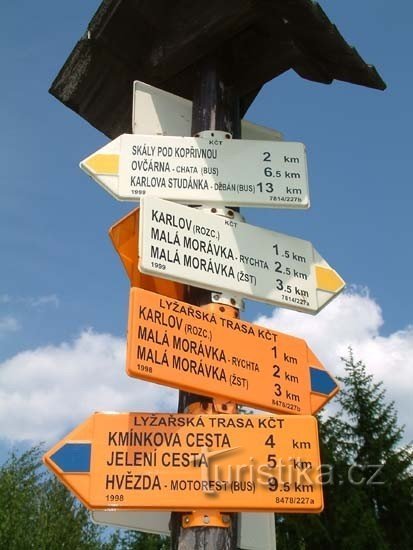 KČT
SKÁLY POD KOPŘIVNOU 2 km
OVČÁRNA - CHATA (BUS) 6.5 km
KARLOVA STUDÁNKA - DĚBÁN (BUS) 13 km
1999 7814/227b
KČT
KARLOV (ROZC.) 1.5 km
MALÁ MORÁVKA - RYCHTA 2.5 km
MALÁ MORÁVKA (ŽST) 3.5 km
1999 7814/227b
LYŽAŘSKÁ TRASA KČT
KARLOV (ROZC.) 1 km
MALÁ MORÁVKA - RYCHTA 2 km
MALÁ MORÁVKA (ŽST) 3 km
1998 8478/227b
LYŽAŘSKÁ TRASA KČT
KMÍNKOVA CESTA 4 km
JELENÍ CESTA 5 km
HVĚZDA - MOTOREST (BUS) 9.5 km
1998 8478/227a
Turistika.cz